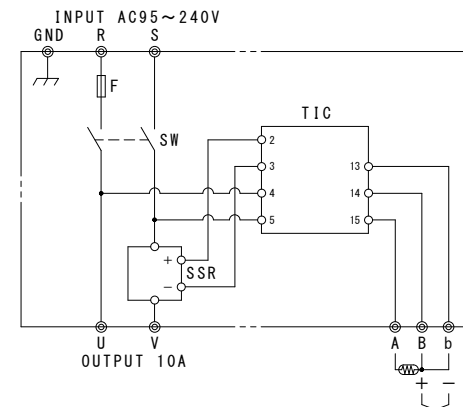 INPUT AC95～240V
GND R S
F
SW
TIC
2
3 13
4 14
5 15
+
SSR
−
U V A B b
OUTPUT 10A
+ −